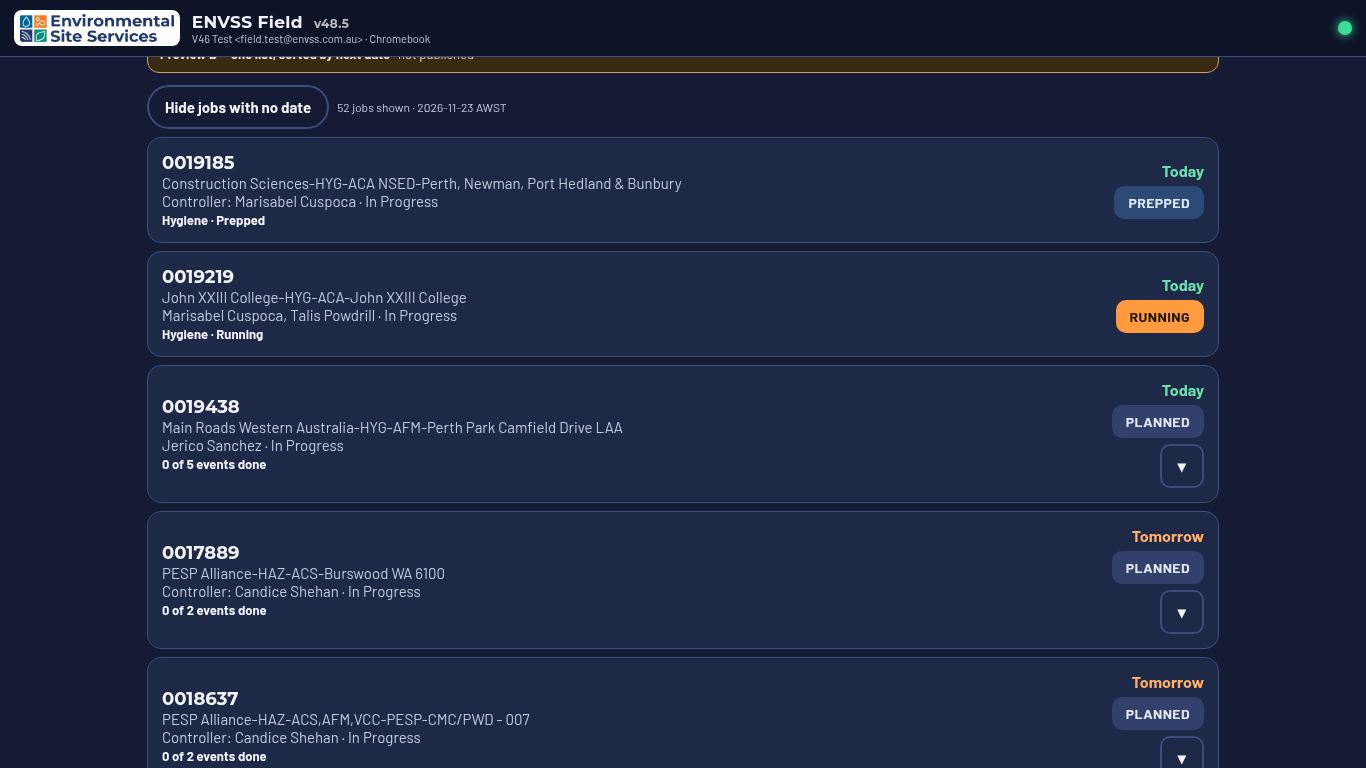 Environmental
Site Services
ENVSS Field v48.5
V46 Test <field.test@envss.com.au> · Chromebook
Hide jobs with no date
52 jobs shown · 2026-11-23 AWST
0019185
Construction Sciences-HYG-ACA NSED-Perth, Newman, Port Hedland & Bunbury
Controller: Marisabel Cuspoca · In Progress
Hygiene · Prepped
Today
PREPPED
0019219
John XXIII College-HYG-ACA-John XXIII College
Marisabel Cuspoca, Talis Powdrill · In Progress
Hygiene · Running
Today
RUNNING
0019438
Main Roads Western Australia-HYG-AFM-Perth Park Camfield Drive LAA
Jerico Sanchez · In Progress
0 of 5 events done
Today
PLANNED
0017889
PESP Alliance-HAZ-ACS-Burswood WA 6100
Controller: Candice Shehan · In Progress
0 of 2 events done
Tomorrow
PLANNED
0018637
PESP Alliance-HAZ-ACS,AFM,VCC-PESP-CMC/PWD - 007
Controller: Candice Shehan · In Progress
0 of 2 events done
Tomorrow
PLANNED